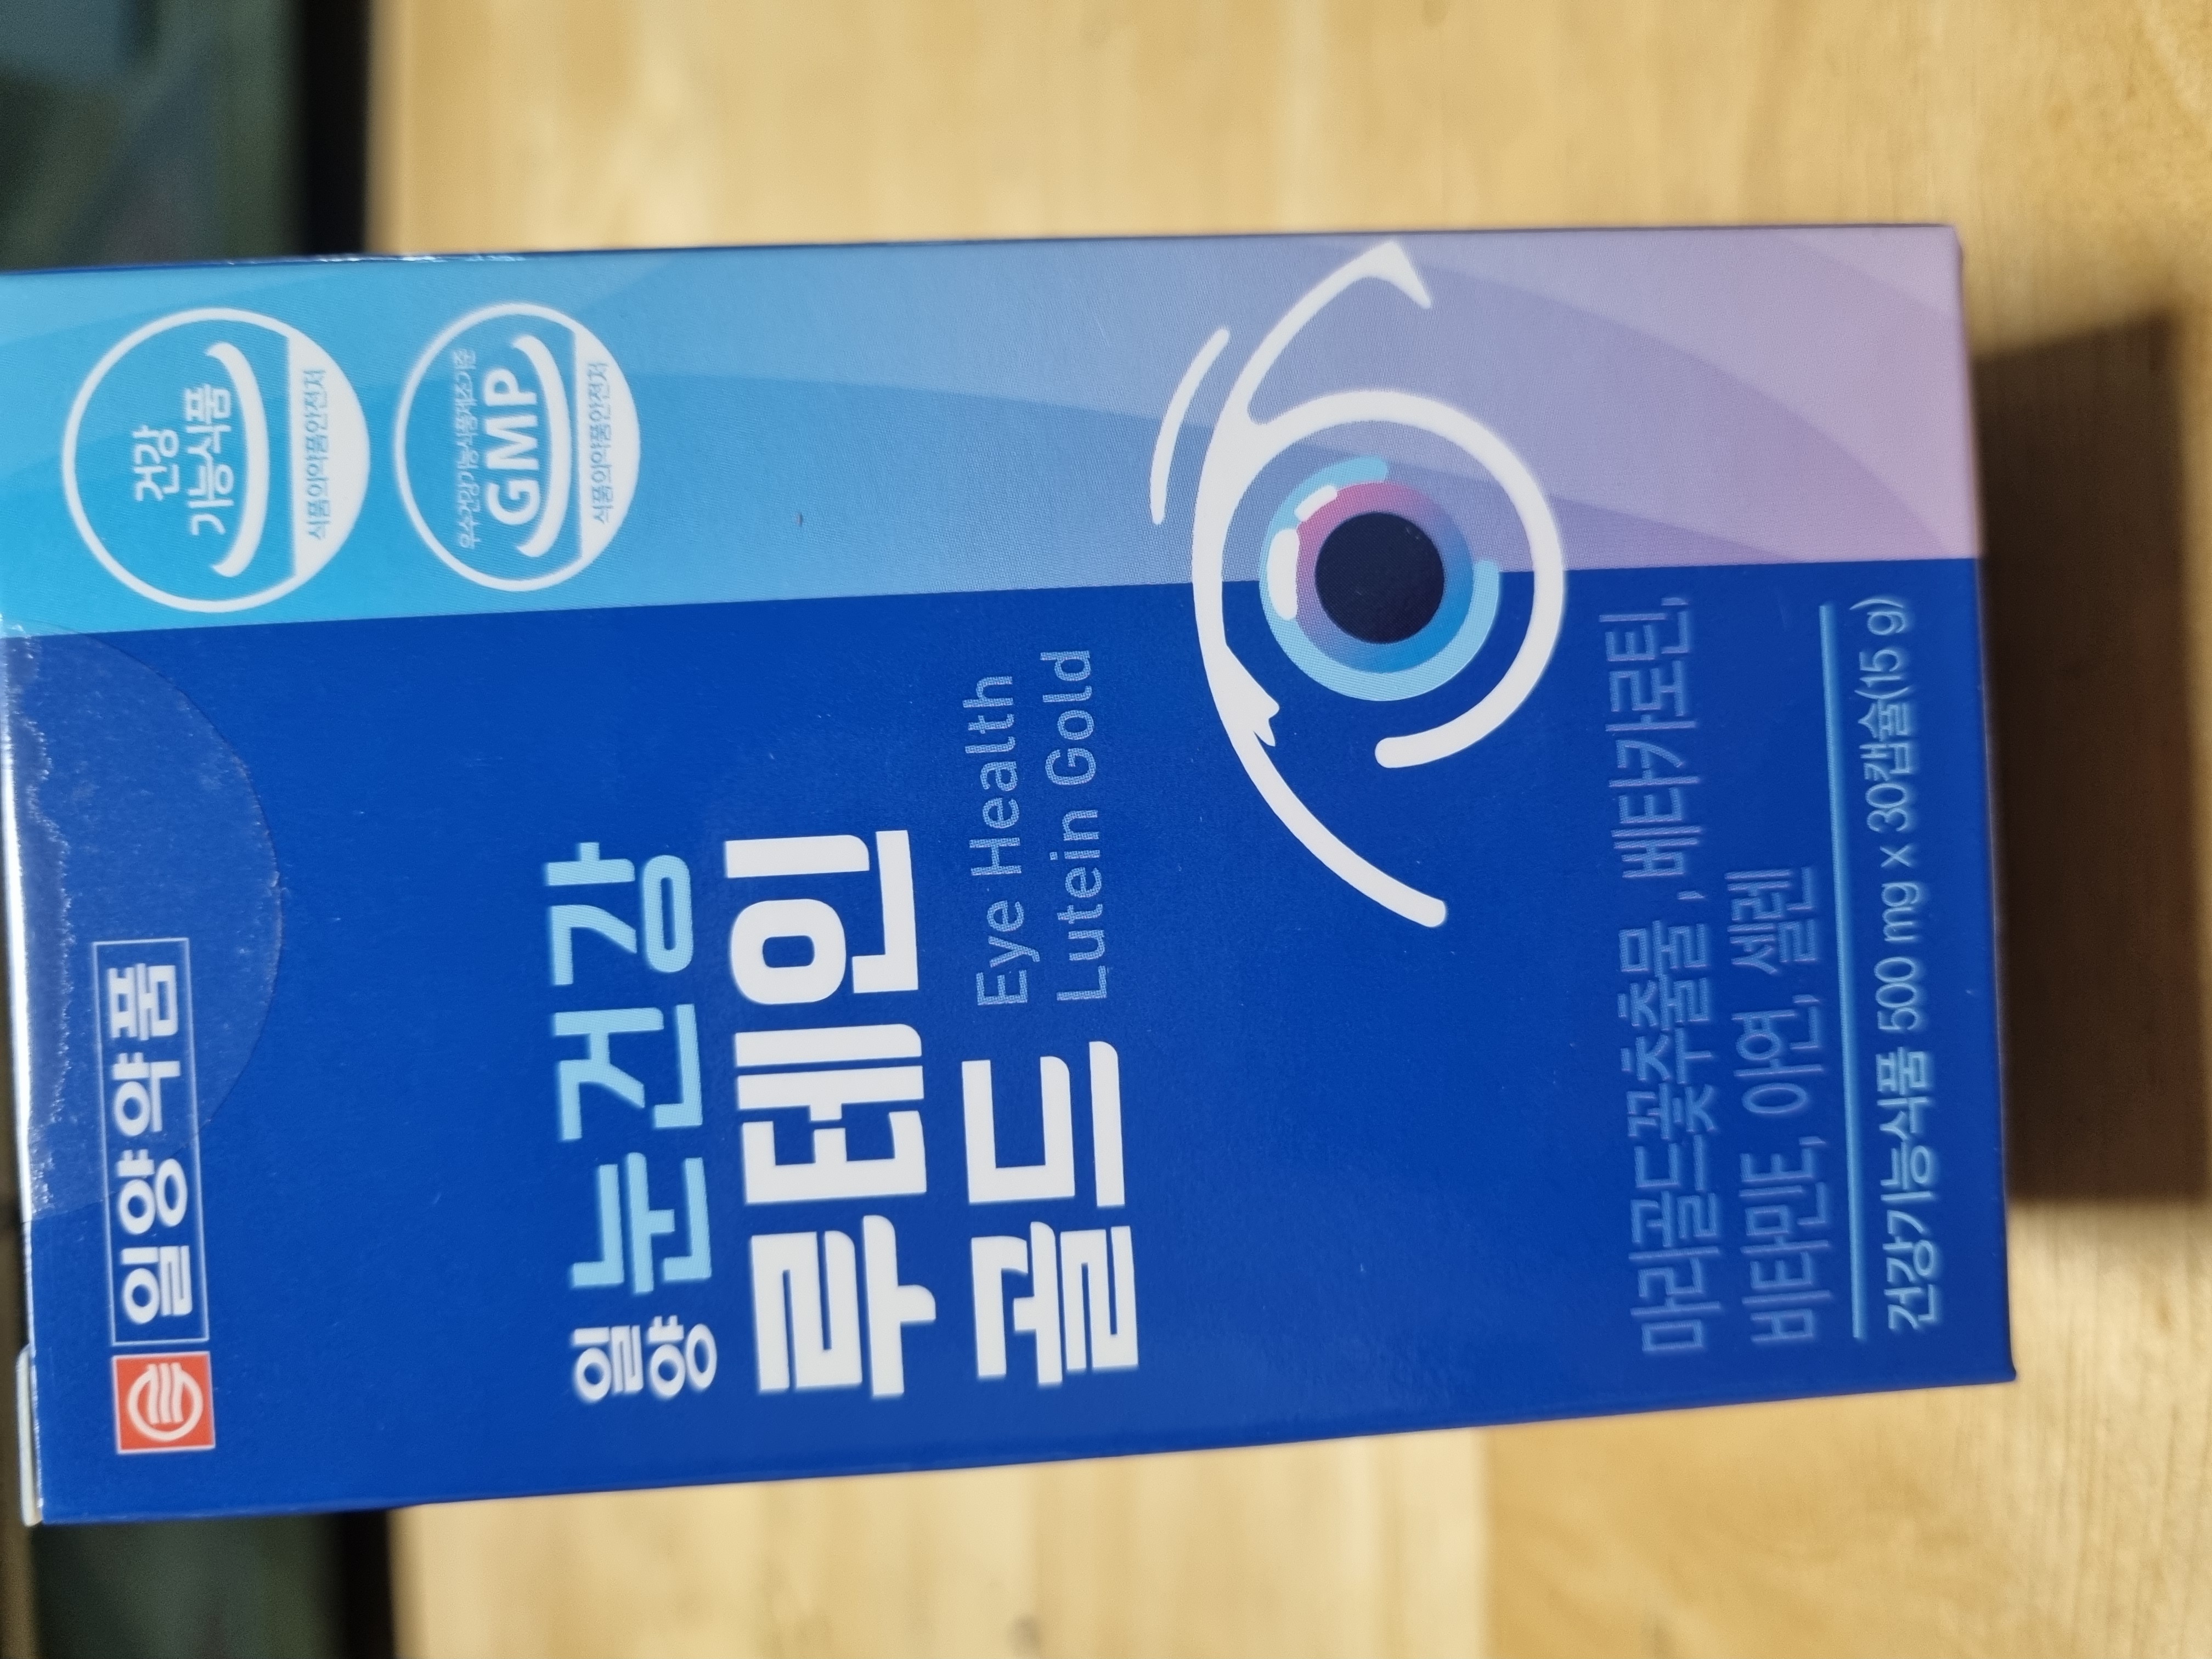 일양약품
건강
기능식품
식품의약품안전처
우수건강기능식품제조기준
GMP
식품의약품안전처
일양
눈건강
루테인
골드
Eye Health
Lutein Gold
마리골드꽃추출물, 베타카로틴,
비타민E, 아연, 셀렌
건강기능식품 500 mg x 30캡슐(15 g)